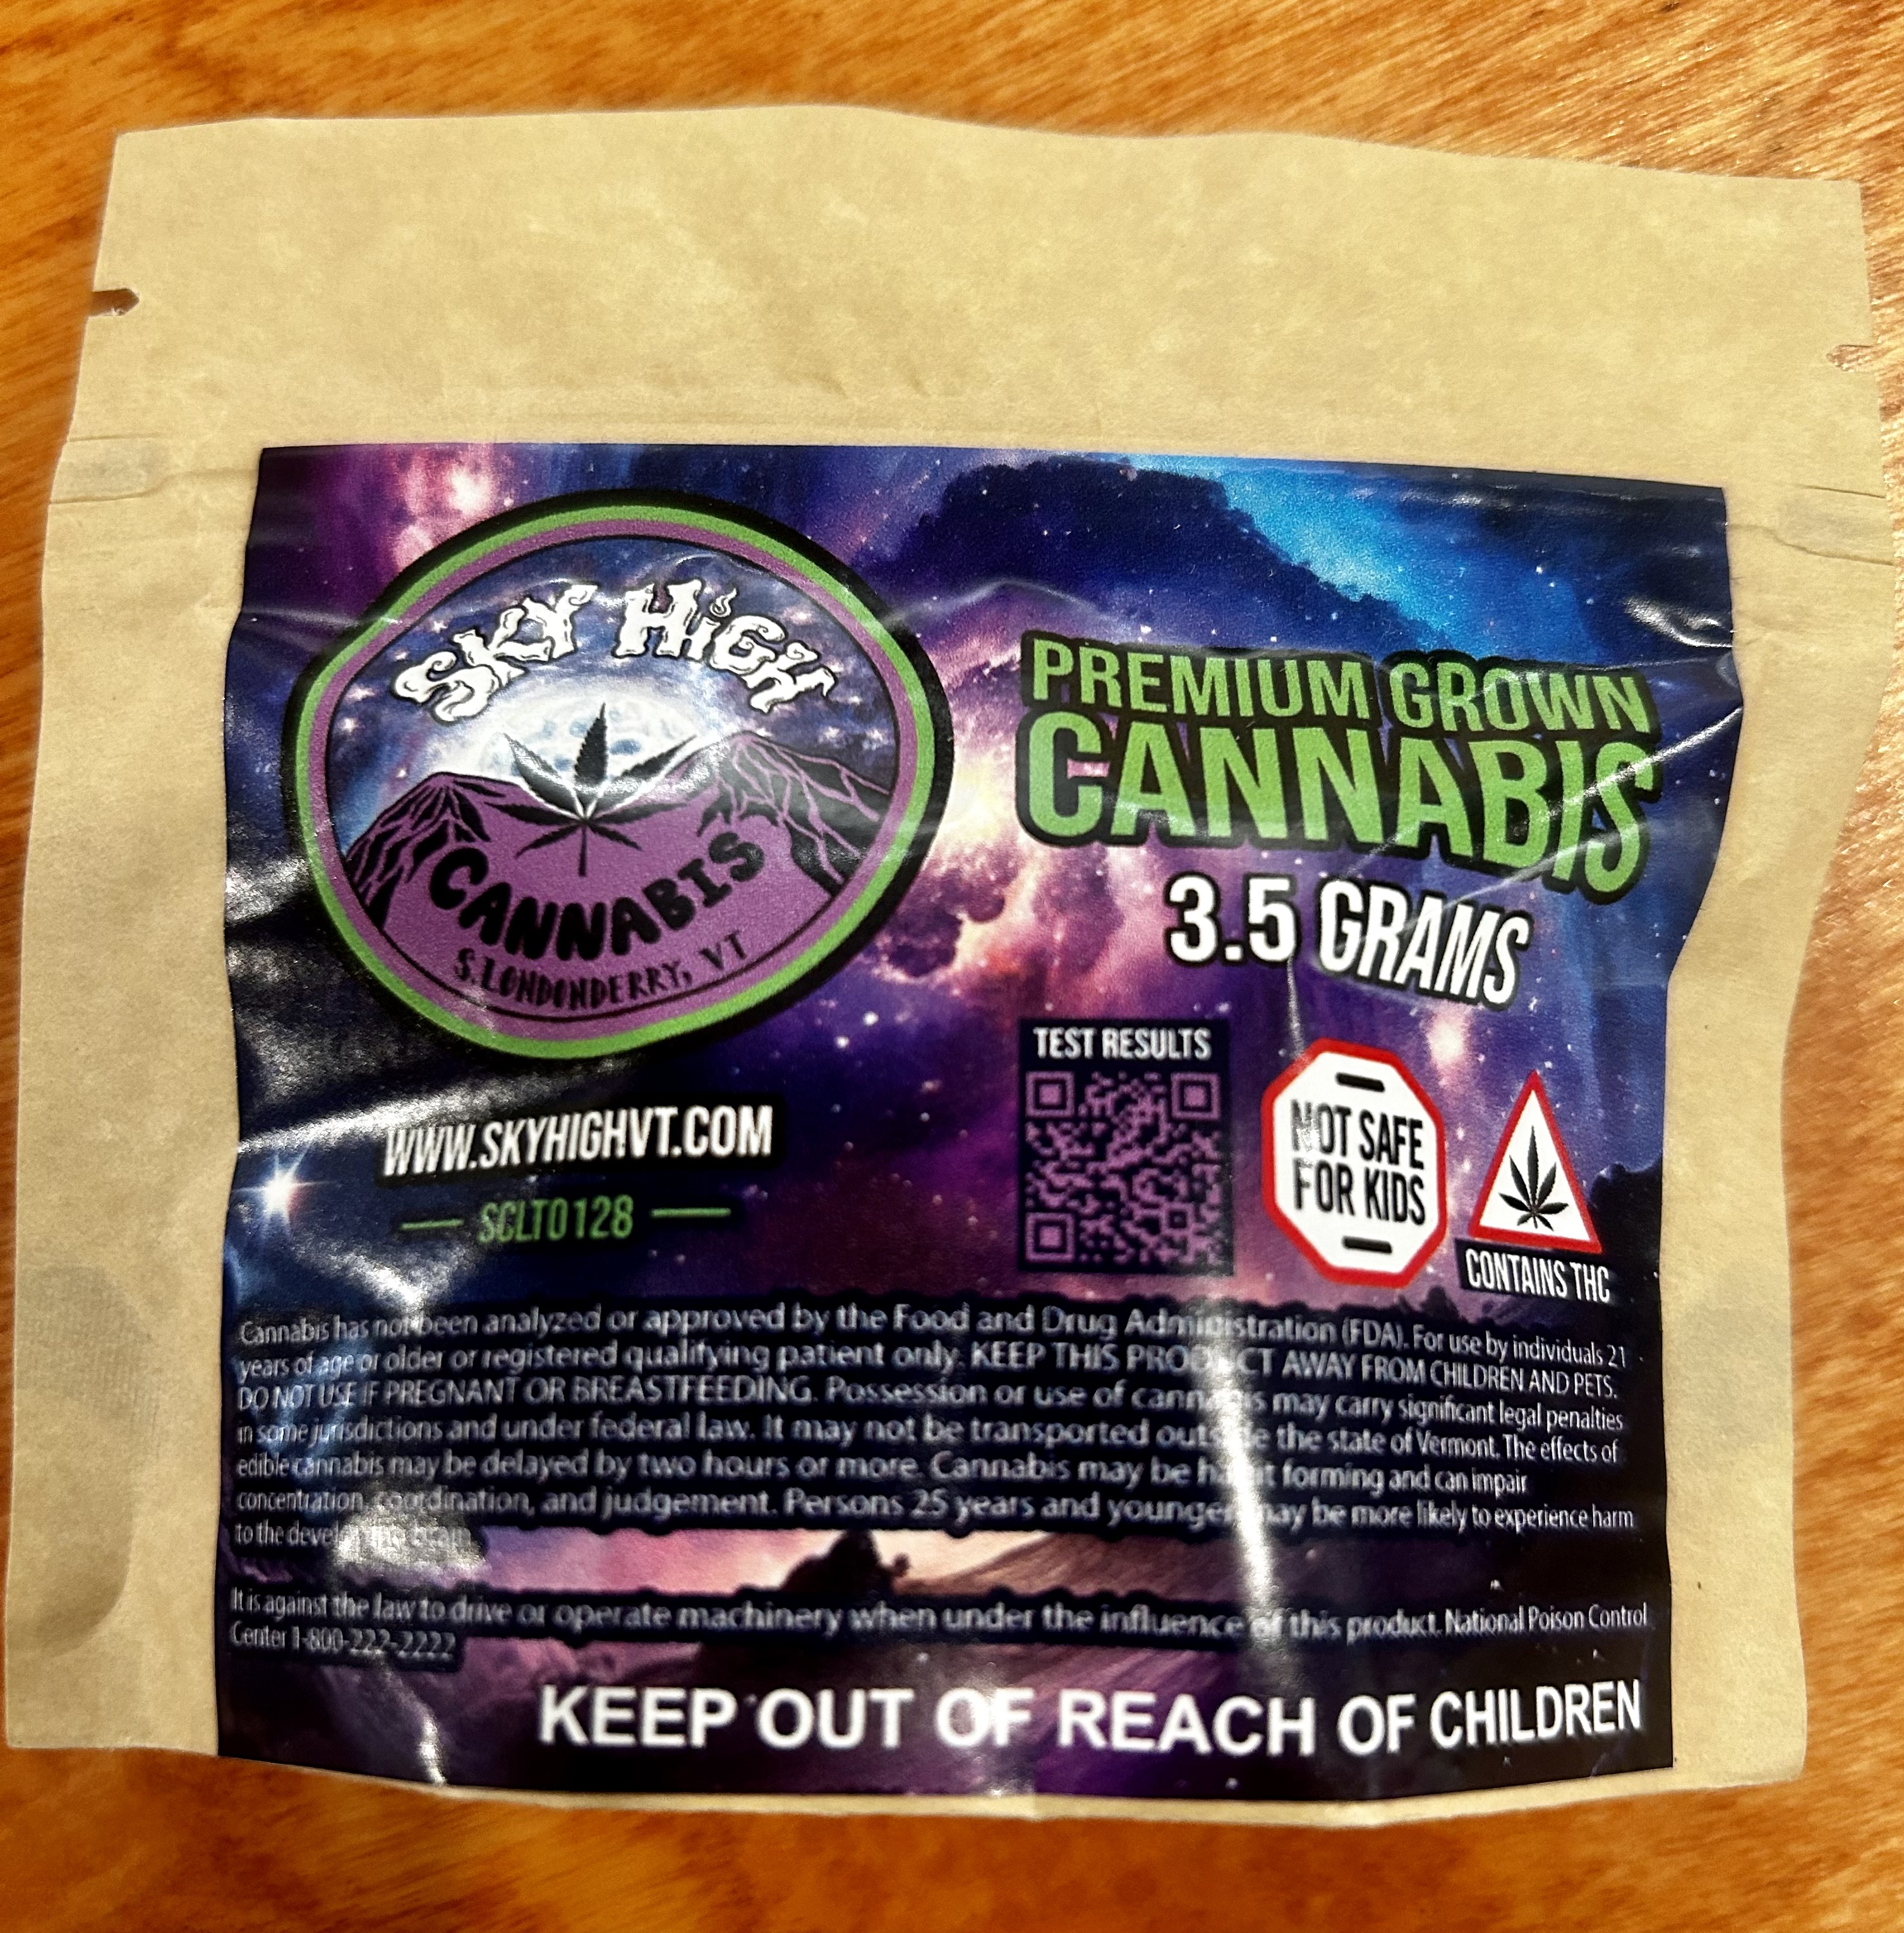 SKY HIGH
CANNABIS
S. LONDONDERRY, VT
PREMIUM GROWN
CANNABIS
3.5 GRAMS
WWW.SKYHIGHVT.COM
SCLT0128
TEST RESULTS
NOT SAFE
FOR KIDS
CONTAINS THC
Cannabis has not been analyzed or approved by the Food and Drug Administration (FDA). For use by individuals 21
years of age or older or registered qualifying patient only. KEEP THIS PRODUCT AWAY FROM CHILDREN AND PETS.
DO NOT USE IF PREGNANT OR BREASTFEEDING. Possession or use of cannabis may carry significant legal penalties
in some jurisdictions and under federal law. It may not be transported outside the state of Vermont. The effects of
edible cannabis may be delayed by two hours or more. Cannabis may be habit forming and can impair
concentration, coordination, and judgement. Persons 25 years and younger may be more likely to experience harm
to the brain
It is against the law to drive or operate machinery when under the influence of this product. National Poison Control
Center 1-800-222-2222
KEEP OUT OF REACH OF CHILDREN